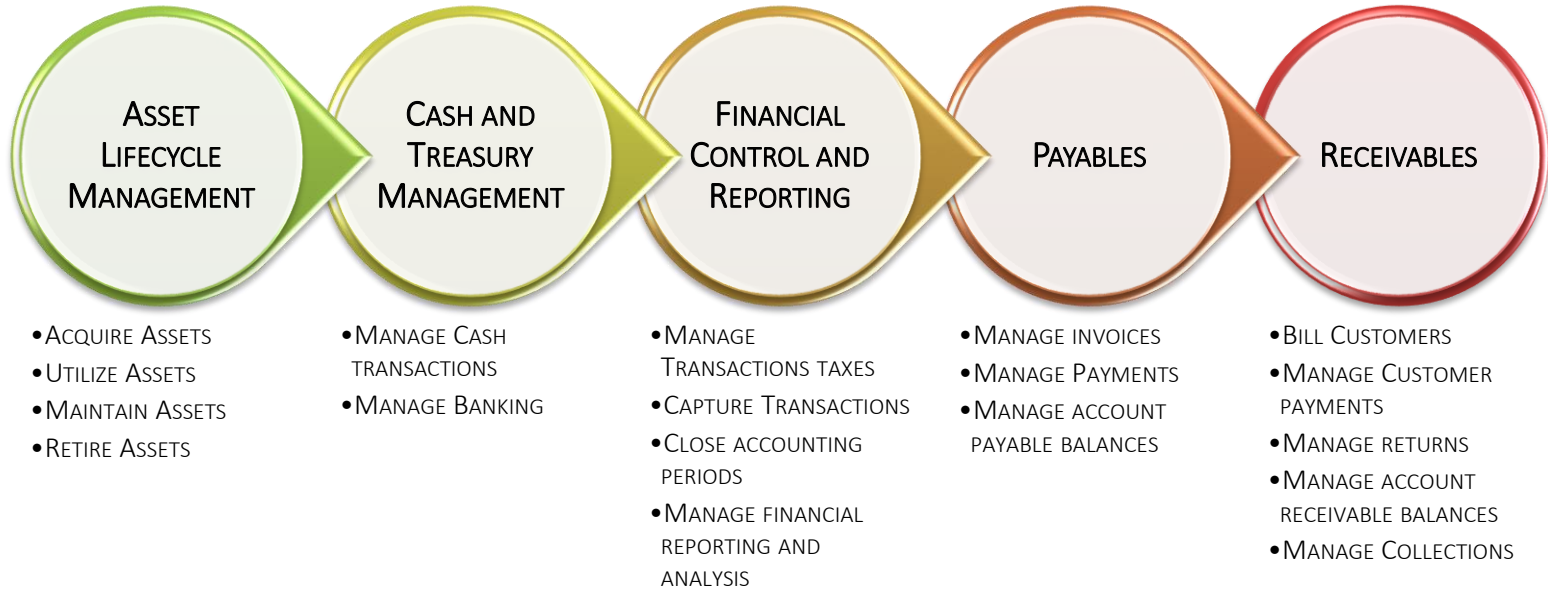 ASSET
LIFECYCLE
MANAGEMENT
•ACQUIRE ASSETS
•UTILIZE ASSETS
•MAINTAIN ASSETS
•RETIRE ASSETS
CASH AND
TREASURY
MANAGEMENT
•MANAGE CASH
TRANSACTIONS
•MANAGE BANKING
FINANCIAL
CONTROL AND
REPORTING
•MANAGE
TRANSACTIONS TAXES
•CAPTURE TRANSACTIONS
•CLOSE ACCOUNTING
PERIODS
•MANAGE FINANCIAL
REPORTING AND
ANALYSIS
PAYABLES
•MANAGE INVOICES
•MANAGE PAYMENTS
•MANAGE ACCOUNT
PAYABLE BALANCES
RECEIVABLES
•BILL CUSTOMERS
•MANAGE CUSTOMER
PAYMENTS
•MANAGE RETURNS
•MANAGE ACCOUNT
RECEIVABLE BALANCES
•MANAGE COLLECTIONS